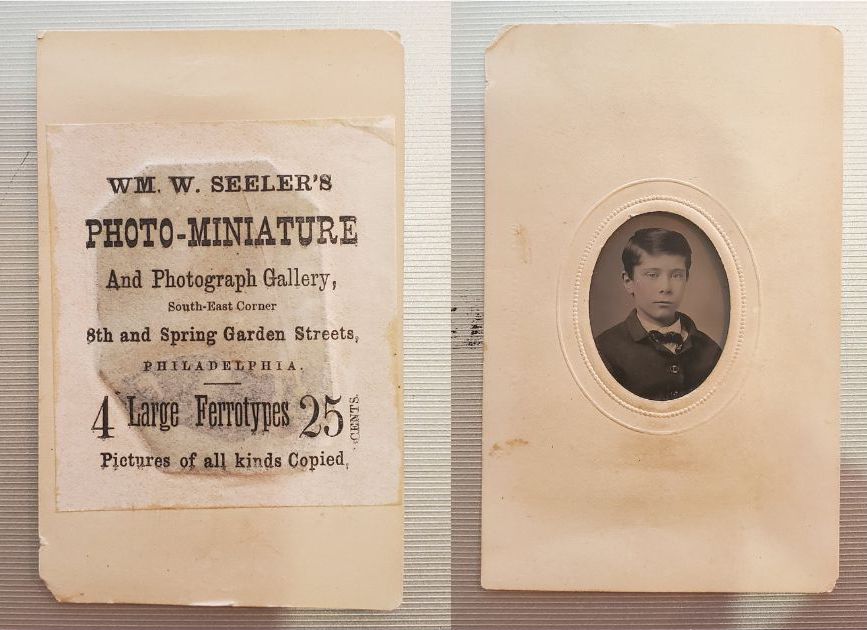 WM. W. SEELER'S
PHOTO-MINIATURE
And Photograph Gallery,
South-East Corner
8th and Spring Garden Streets,
PHILADELPHIA.
4 Large Ferrotypes 25 CENTS.
Pictures of all kinds Copied,